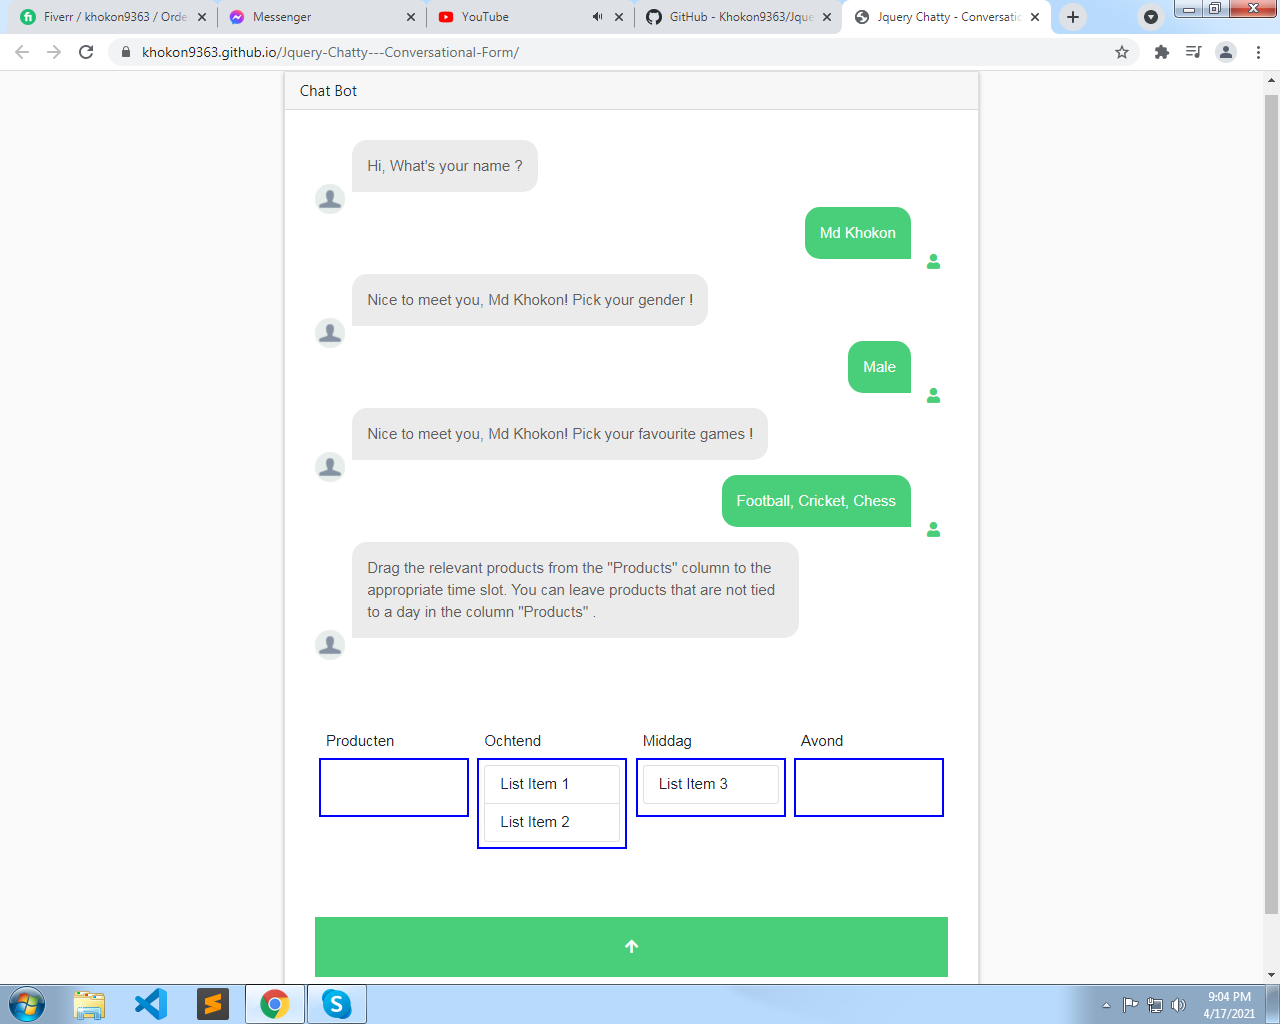 Fiverr / khokon9363 / Orde
Messenger
YouTube
GitHub - Khokon9363/Jque
Jquery Chatty - Conversatic
khokon9363.github.io/Jquery-Chatty---Conversational-Form/
Chat Bot
Hi, What's your name ?
Md Khokon
Nice to meet you, Md Khokon! Pick your gender !
Male
Nice to meet you, Md Khokon! Pick your favourite games !
Football, Cricket, Chess
Drag the relevant products from the "Products" column to the
appropriate time slot. You can leave products that are not tied
to a day in the column "Products" .
Producten
Ochtend
Middag
Avond
List Item 1
List Item 3
List Item 2
9:04 PM
4/17/2021